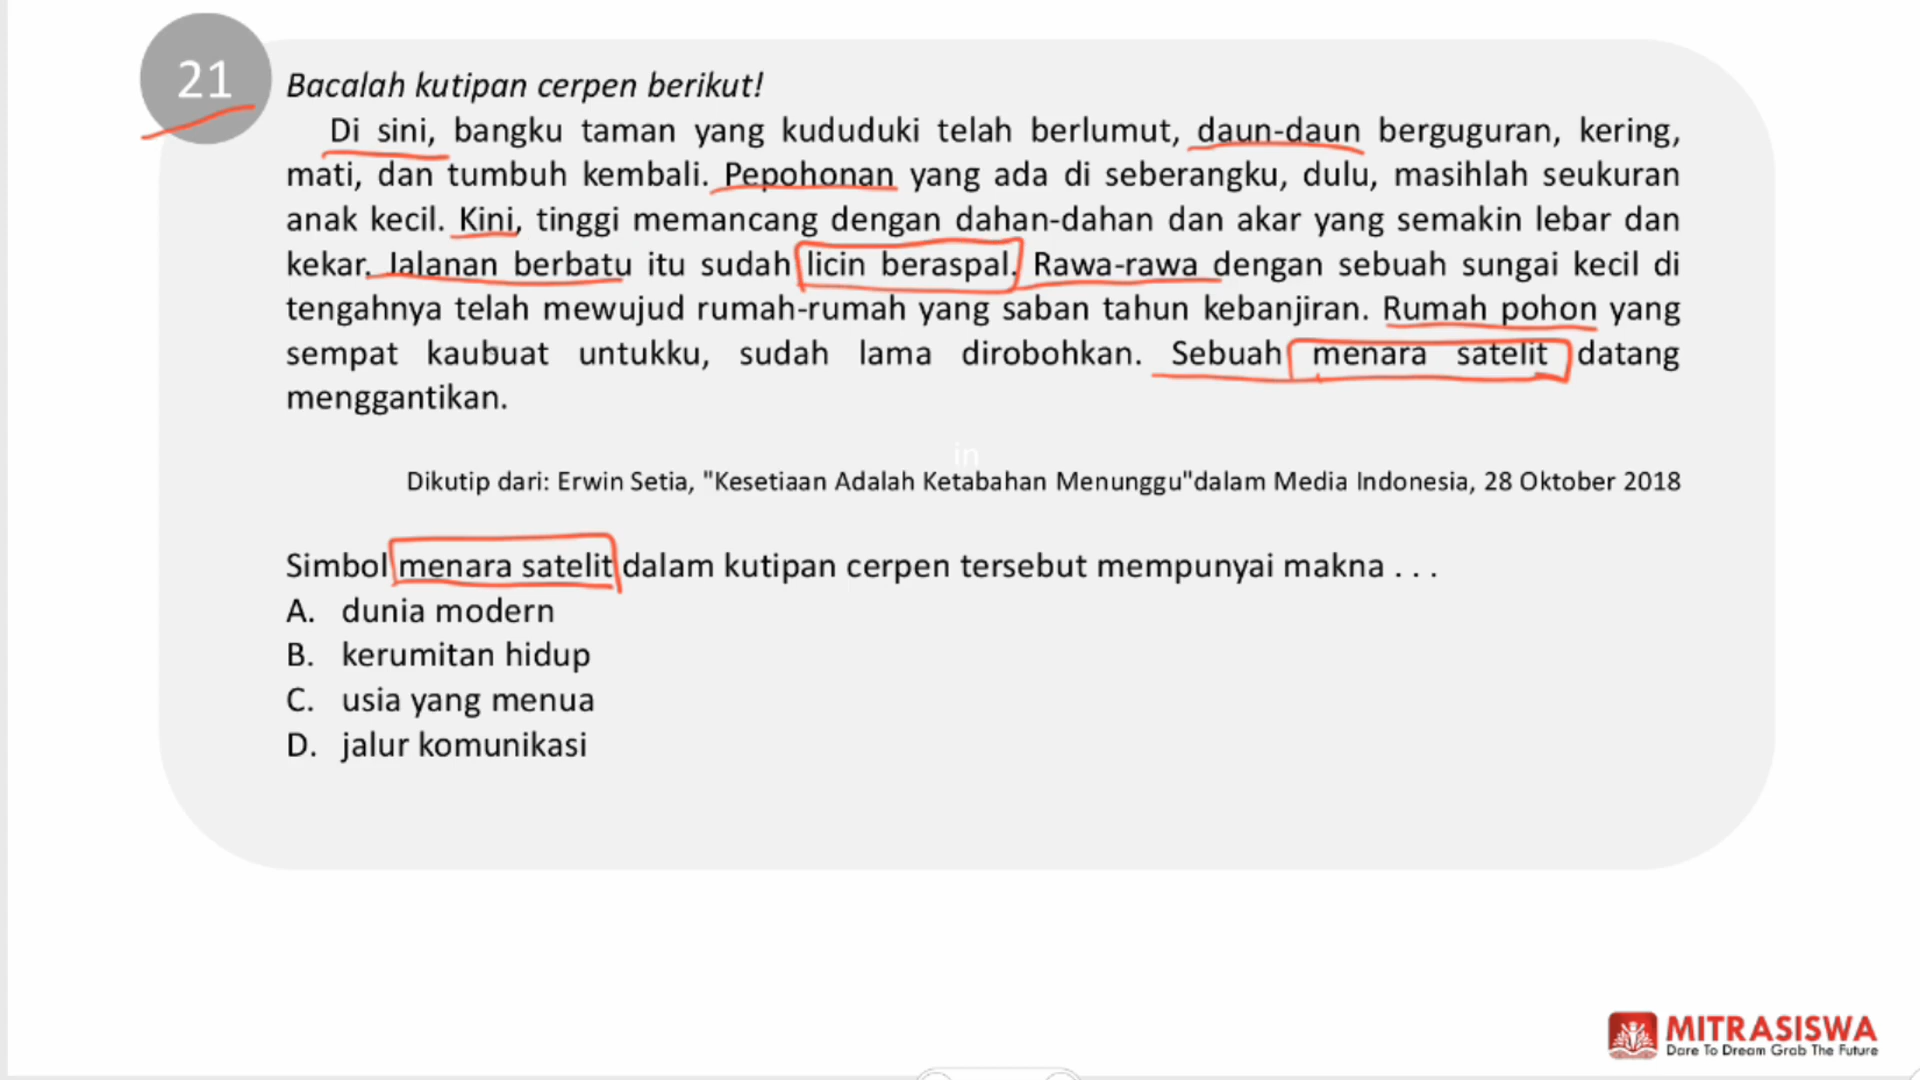 21
Bacalah kutipan cerpen berikut!
Di sini, bangku taman yang kududuki telah berlumut, daun-daun berguguran, kering,
mati, dan tumbuh kembali. Pepohonan yang ada di seberangku, dulu, masihlah seukuran
anak kecil. Kini, tinggi memancang dengan dahan-dahan dan akar yang semakin lebar dan
kekar. Jalanan berbatu itu sudah licin beraspal. Rawa-rawa dengan sebuah sungai kecil di
tengahnya telah mewujud rumah-rumah yang saban tahun kebanjiran. Rumah pohon yang
sempat kaubuat untukku, sudah lama dirobohkan. Sebuah menara satelit datang
menggantikan.
in
Dikutip dari: Erwin Setia, "Kesetiaan Adalah Ketabahan Menunggu"dalam Media Indonesia, 28 Oktober 2018
Simbol menara satelit dalam kutipan cerpen tersebut mempunyai makna . . .
A. dunia modern
B. kerumitan hidup
C. usia yang menua
D. jalur komunikasi
MITRASISWA
Dare To Dream Grab The Future